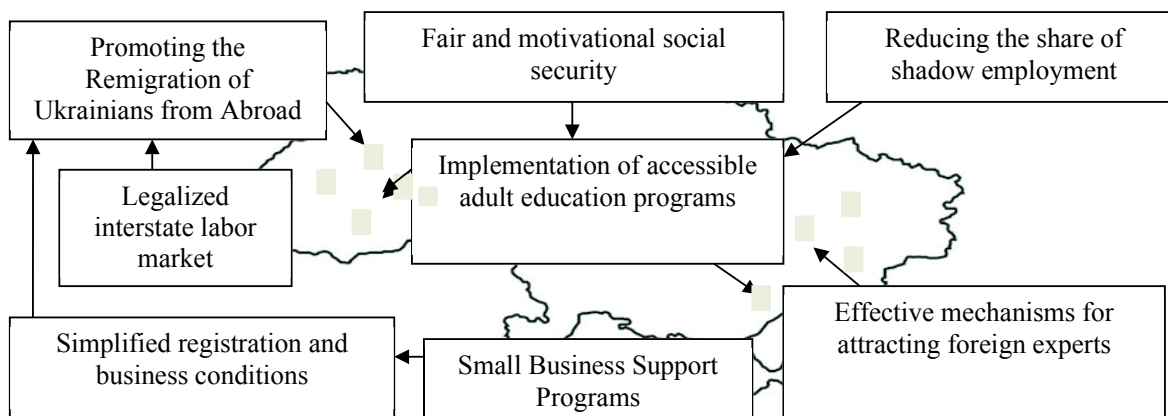 Promoting the
Remigration of
Ukrainians from Abroad
Fair and motivational social
security
Reducing the share of
shadow employment
Implementation of accessible
adult education programs
Legalized
interstate labor
market
Simplified registration and
business conditions
Small Business Support
Programs
Effective mechanisms for
attracting foreign experts